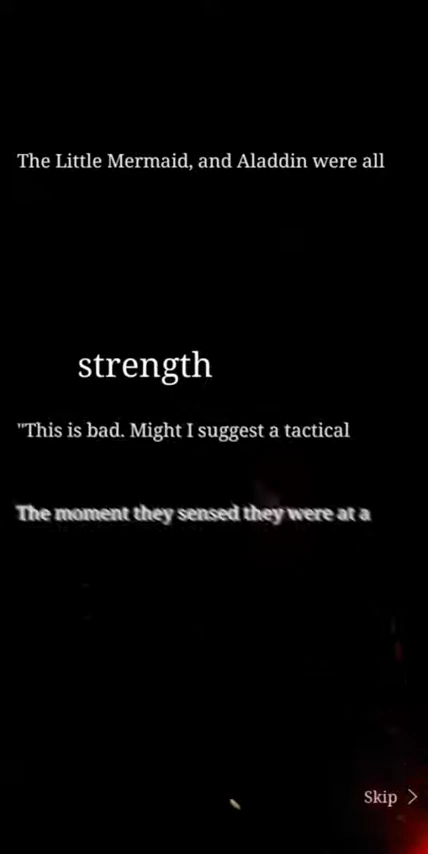 The Little Mermaid, and Aladdin were all
strength
"This is bad. Might I suggest a tactical
The moment they sensed they were at a
Skip